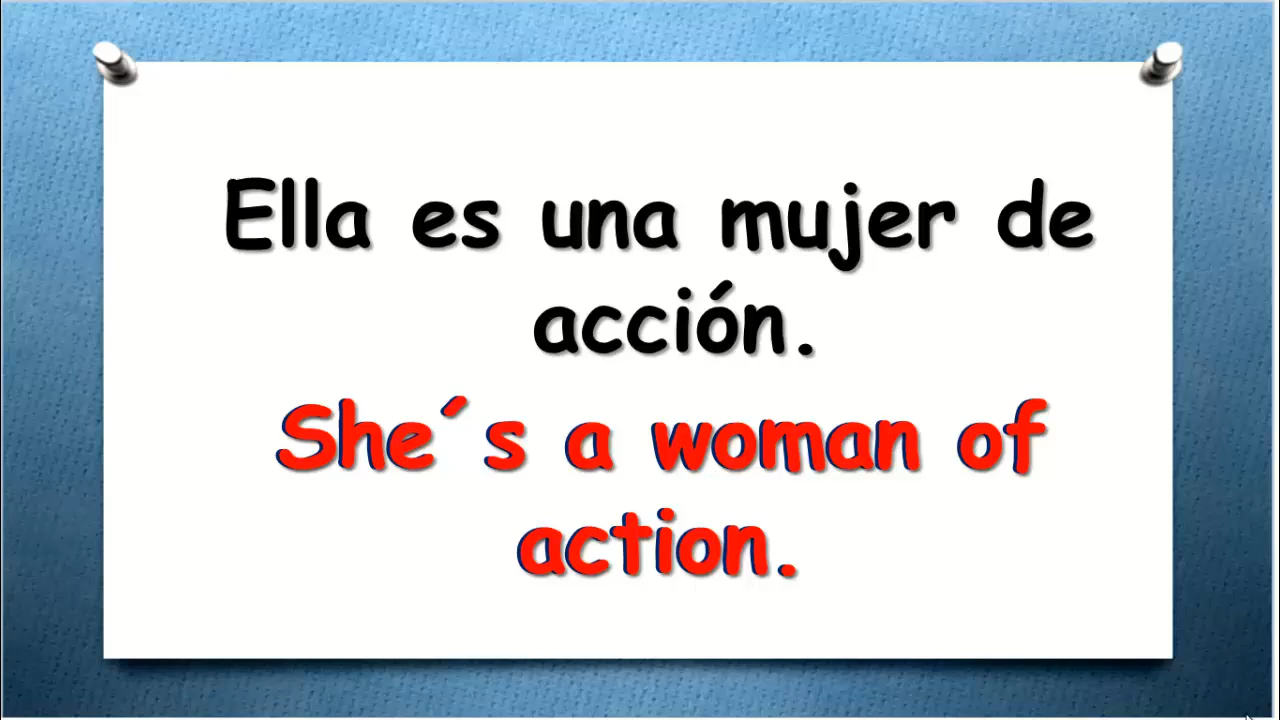 Ella es una mujer de
acción.
She´s a woman of
action.